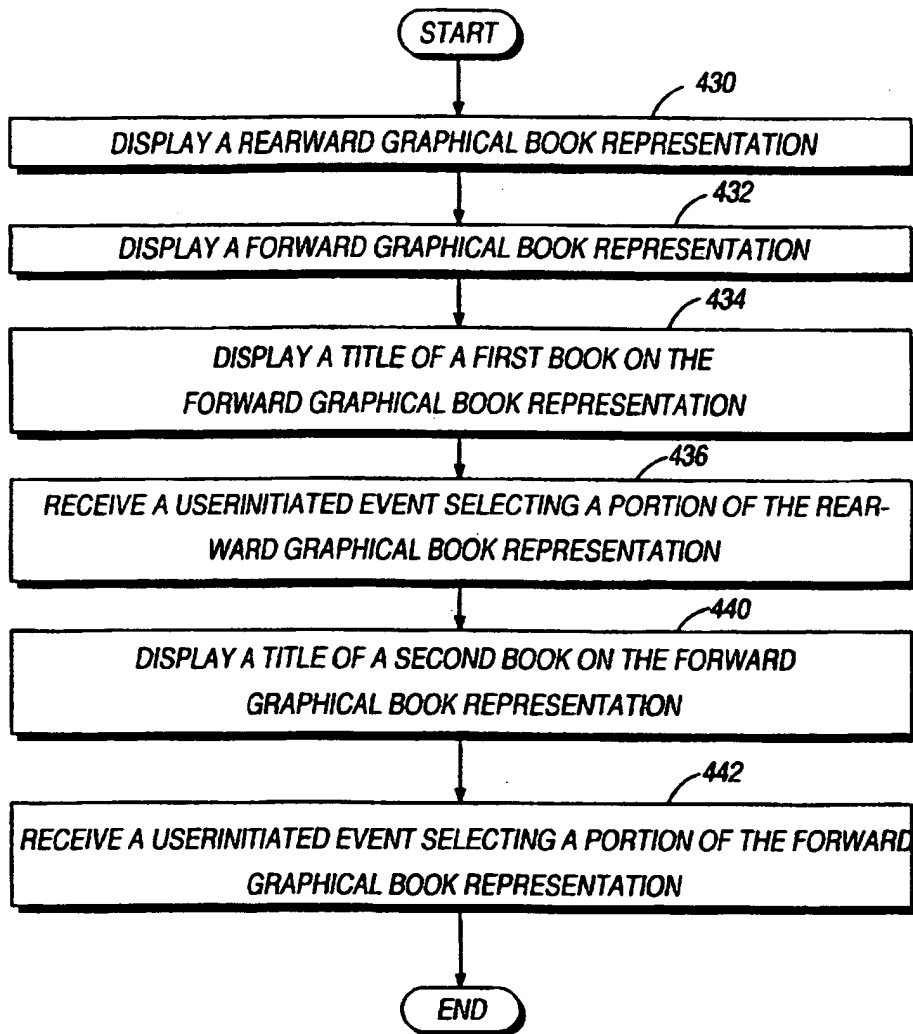 START
430
DISPLAY A REARWARD GRAPHICAL BOOK REPRESENTATION
432
DISPLAY A FORWARD GRAPHICAL BOOK REPRESENTATION
434
DISPLAY A TITLE OF A FIRST BOOK ON THE
FORWARD GRAPHICAL BOOK REPRESENTATION
436
RECEIVE A USERINITIATED EVENT SELECTING A PORTION OF THE REAR-
WARD GRAPHICAL BOOK REPRESENTATION
440
DISPLAY A TITLE OF A SECOND BOOK ON THE FORWARD
GRAPHICAL BOOK REPRESENTATION
442
RECEIVE A USERINITIATED EVENT SELECTING A PORTION OF THE FORWARD
GRAPHICAL BOOK REPRESENTATION
END